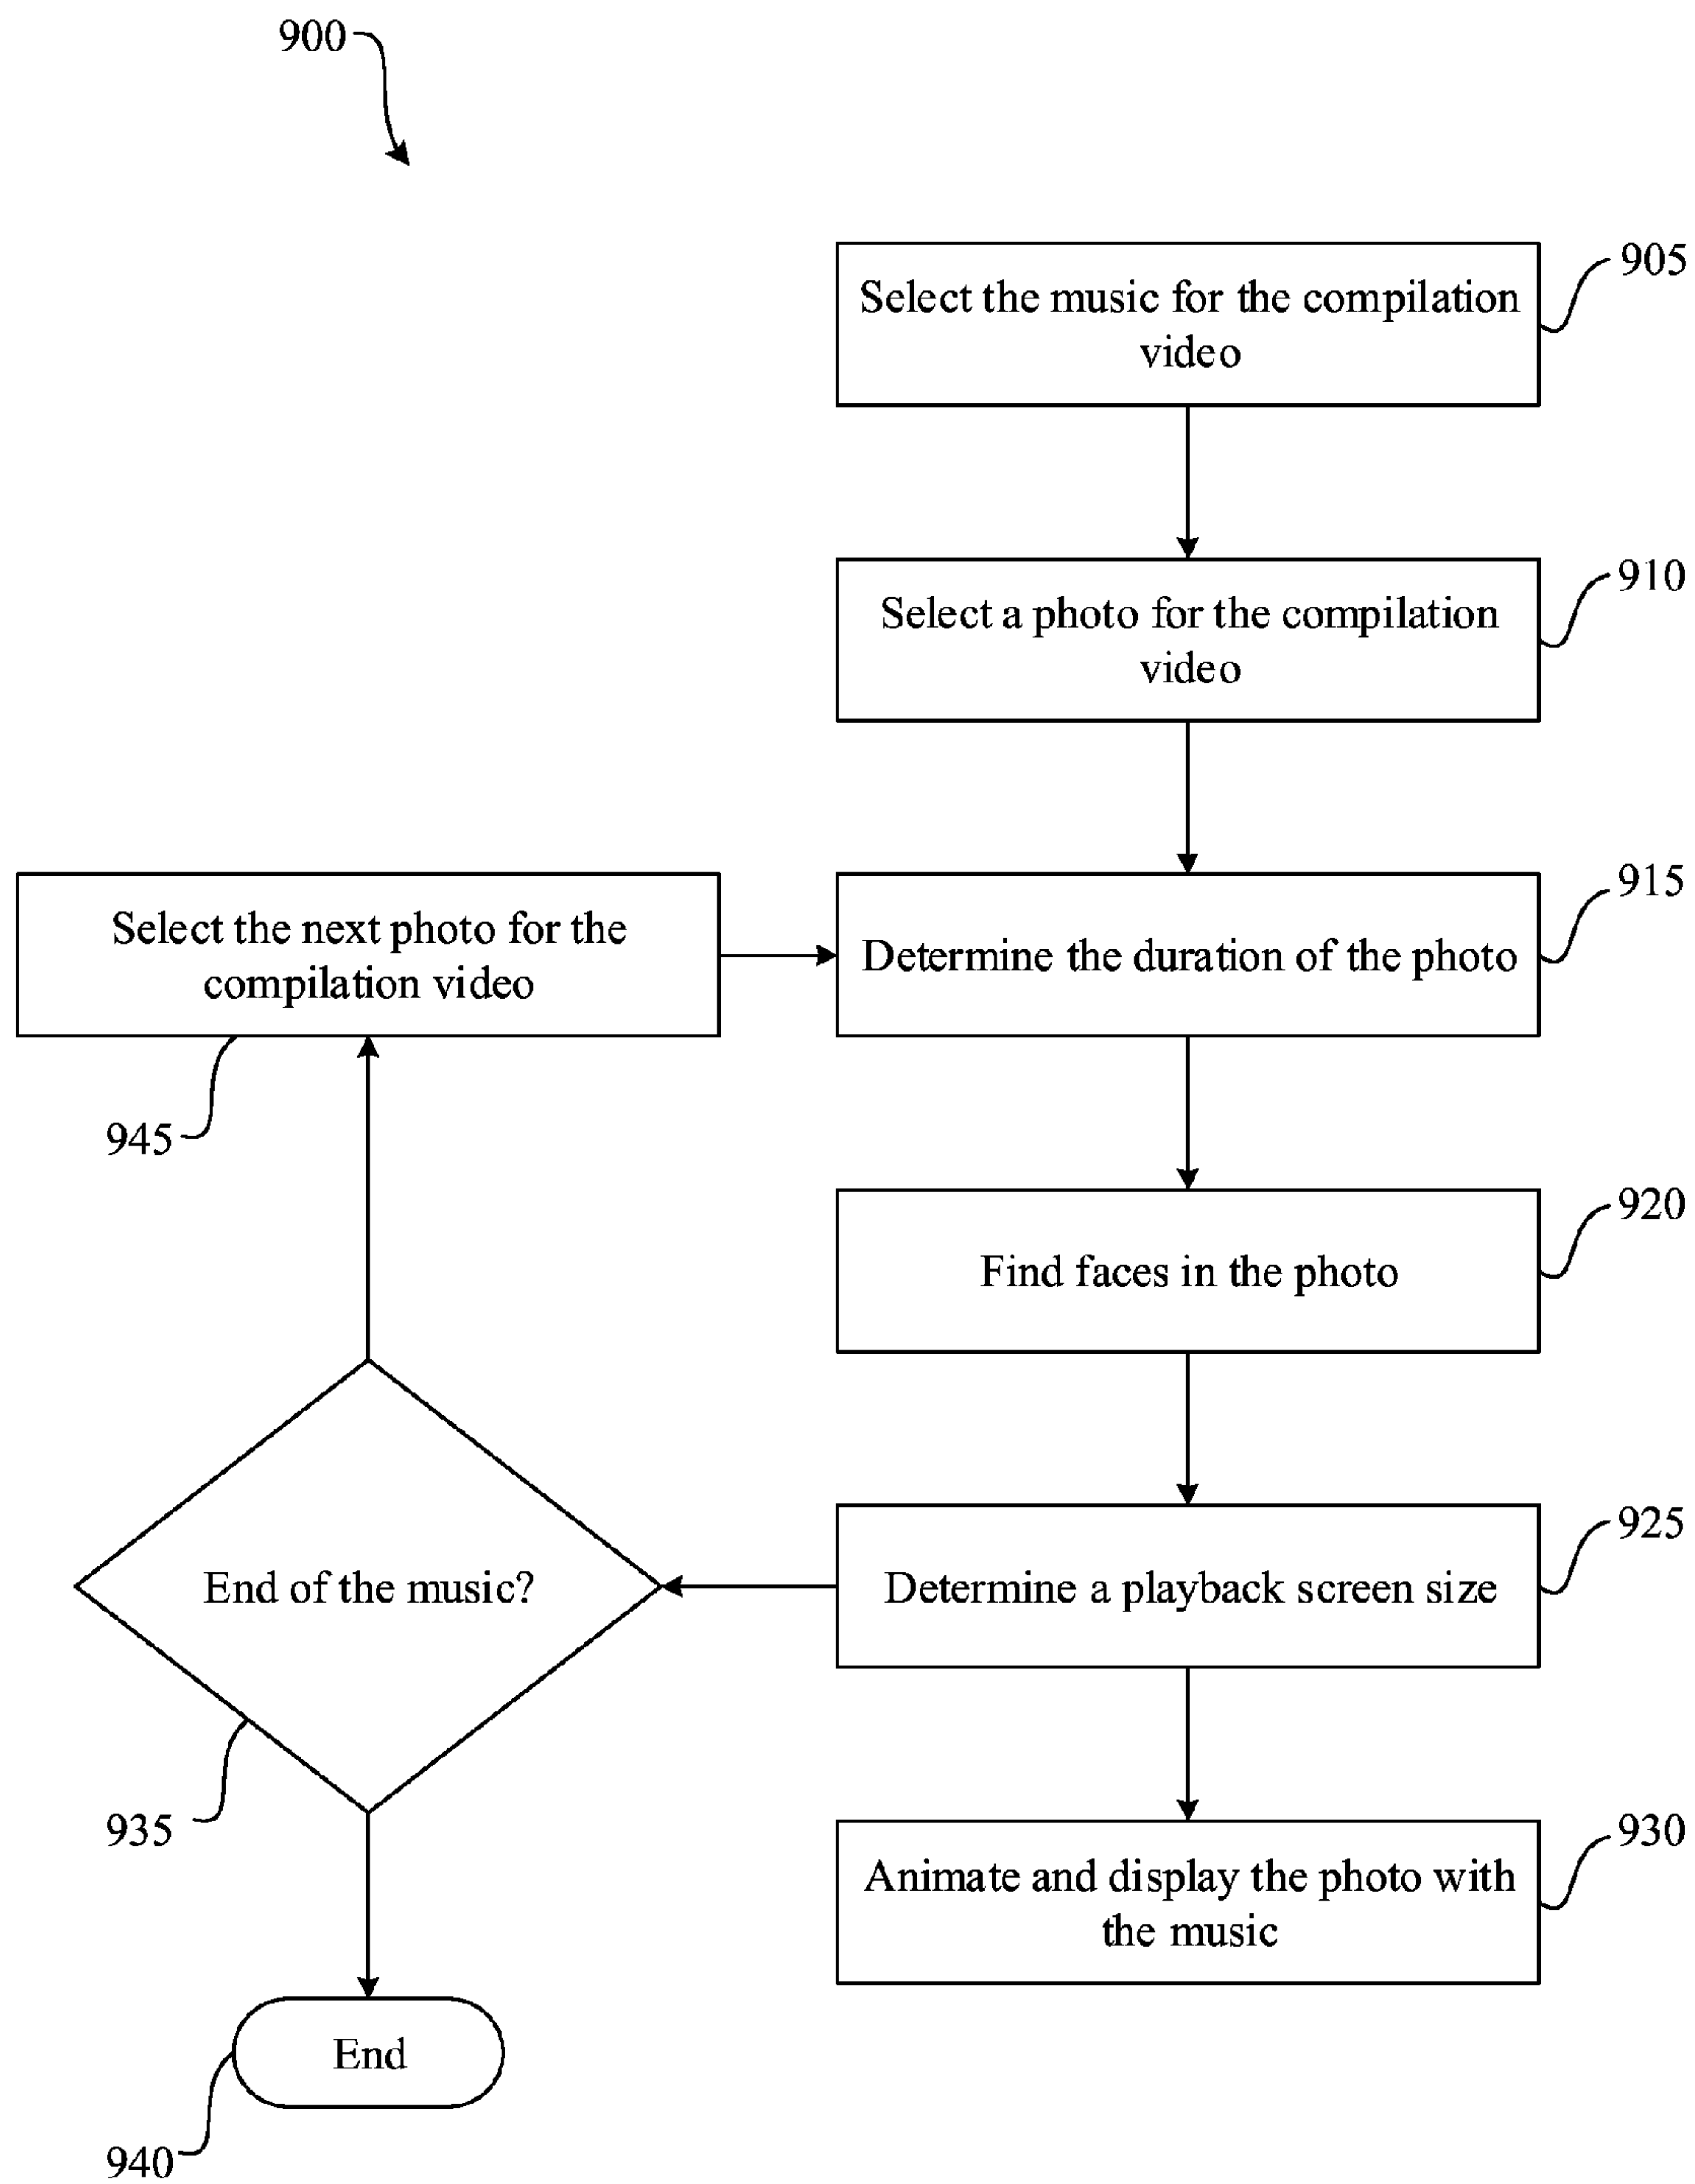 900
905
Select the music for the compilation
video
910
Select a photo for the compilation
video
915
Select the next photo for the
compilation video
Determine the duration of the photo
945
920
Find faces in the photo
925
End of the music?
Determine a playback screen size
935
930
Animate and display the photo with
the music
End
940